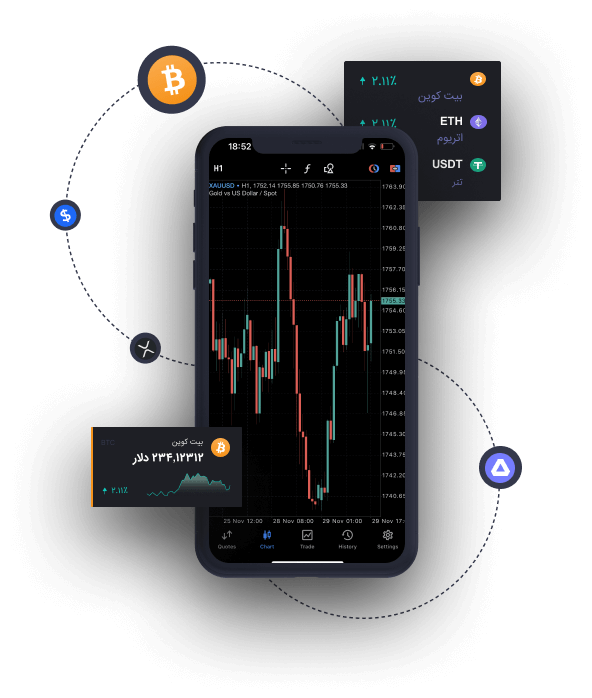 ۲.۱۱٪
بیت کوین
۲.۱۱٪
ETH
اتریوم
USDT
تتر
18:52
H1
XAUUSD • H1, 1752.14 1755.85 1750.76 1755.33
Gold vs US Dollar / Spot
1763.90
1762.35
1760.80
1759.25
1757.70
1756.15
1755.33
1754.60
1753.05
1751.50
1749.95
1748.40
1746.85
1745.30
1743.75
1742.20
1740.65
BTC
بیت کوین
۲۳۴,۱۲۳۱۲ دلار
۲.۱۱٪
25 Nov 12:00 28 Nov 08:00 29 Nov 01:00 29 Nov 17:
Quotes Chart Trade History Settings